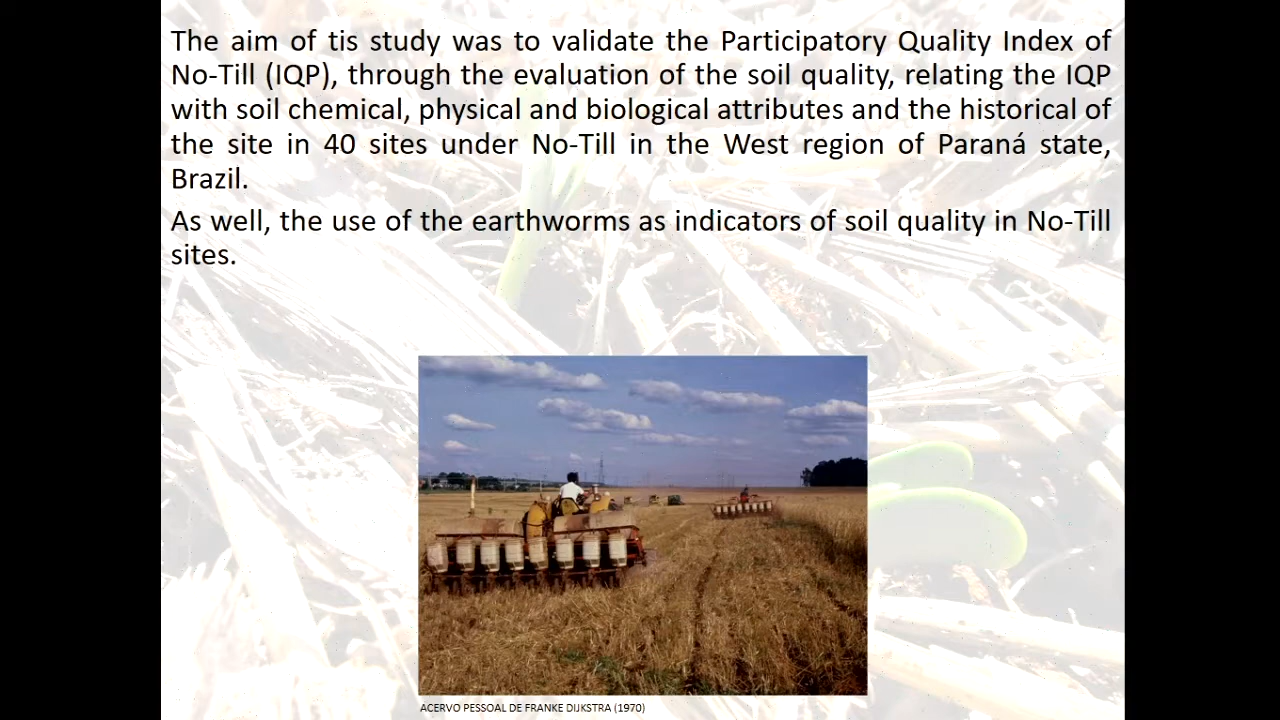 The aim of tis study was to validate the Participatory Quality Index of
No-Till (IQP), through the evaluation of the soil quality, relating the IQP
with soil chemical, physical and biological attributes and the historical of
the site in 40 sites under No-Till in the West region of Paraná state,
Brazil.
As well, the use of the earthworms as indicators of soil quality in No-Till
sites.
ACERVO PESSOAL DE FRANKE DIJKSTRA (1970)